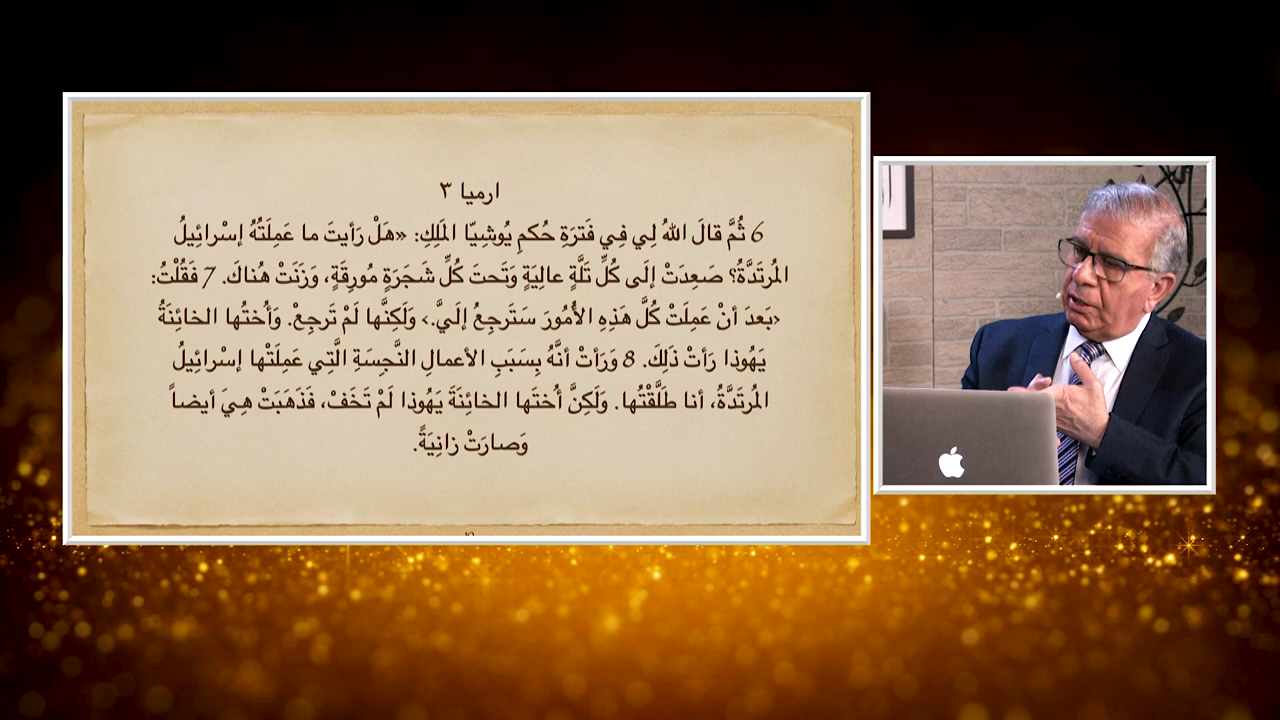 ارميا ٣
6 ثُمَّ قالَ اللهُ لِي فِي فَترَةِ حُكمِ يُوشِيّا المَلِكِ: «هَلْ رَأيتَ ما عَمِلَتْهُ إسْرائِيلُ
المُرتَدَّةُ؟ صَعِدَتْ إلَى كُلِّ تَلَّةٍ عالِيَةٍ وَتَحتَ كُلِّ شَجَرَةٍ مُورِقَةٍ، وَزَنَتْ هُناكَ. 7 فَقُلْتُ:
‹بَعدَ أنْ عَمِلَتْ كُلَّ هَذِهِ الأُمُورَ سَتَرجِعُ إلَيَّ.› وَلَكِنَّها لَمْ تَرجِعْ. وَأُختُها الخائِنَةُ
يَهُوذا رَأتْ ذَلِكَ. 8 وَرَأتْ أنَّهُ بِسَبَبِ الأعمالِ النَّجِسَةِ الَّتِي عَمِلَتْها إسْرائِيلُ
المُرتَدَّةُ، أنا طَلَّقْتُها. وَلَكِنَّ أُختَها الخائِنَةَ يَهُوذا لَمْ تَخَفْ، فَذَهَبَتْ هِيَ أيضاً
وَصارَتْ زانِيَةً.